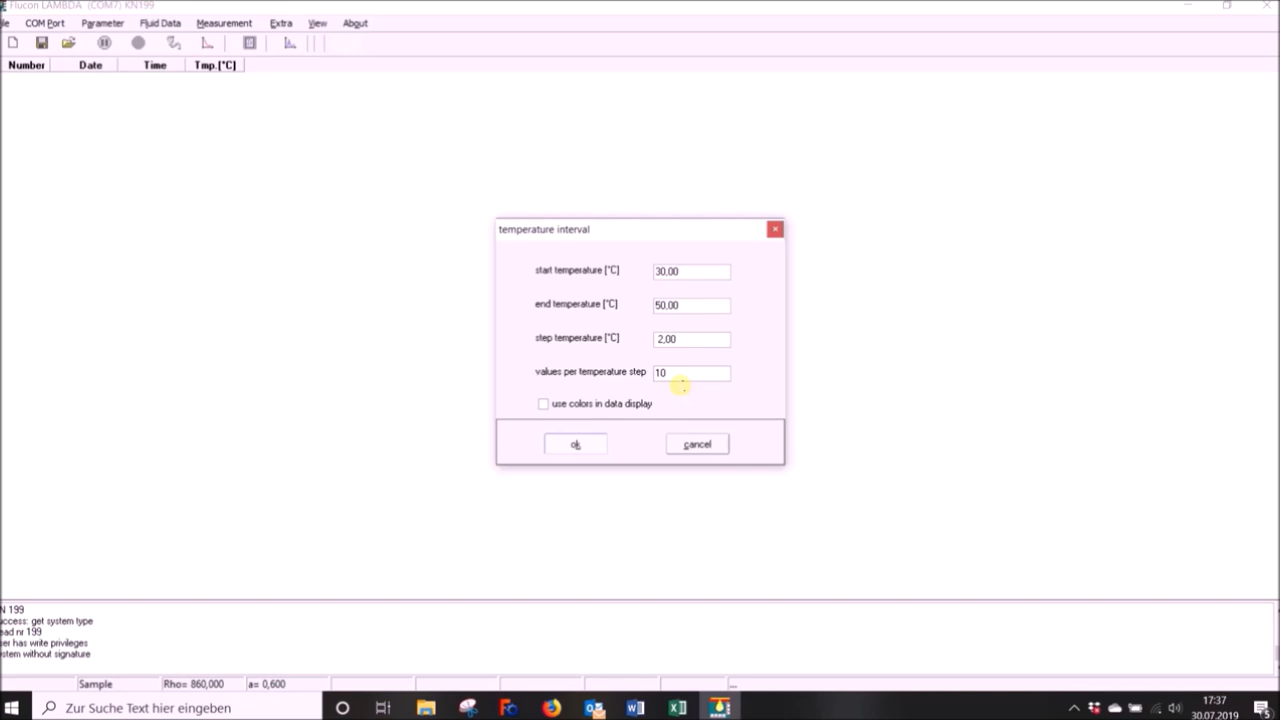 Flucon LAMBDA (COM7) KN199
COM Port Parameter Fluid Data Measurement Extra View About
Number Date Time Tmp.[°C]
temperature interval
start temperature [°C] 30,00
end temperature [°C] 50,00
step temperature [°C] 2,00
values per temperature step 10
use colors in data display
ok cancel
N 199
ccess: get system type
ead nr 199
er has write privileges
stem without signature
Sample Rho= 860,000 a= 0,600 ...
Zur Suche Text hier eingeben
17:37
30.07.2019